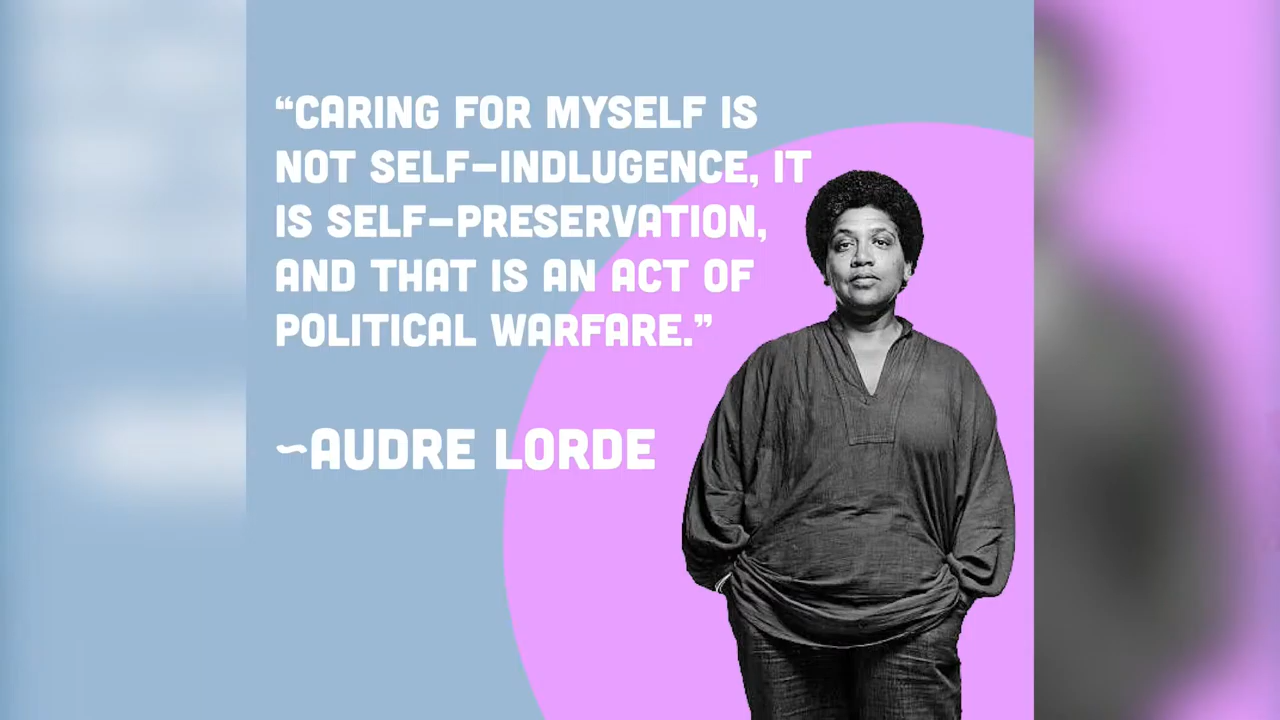 “CARING FOR MYSELF IS
NOT SELF-INDLUGENCE, IT
IS SELF-PRESERVATION,
AND THAT IS AN ACT OF
POLITICAL WARFARE.”
~AUDRE LORDE